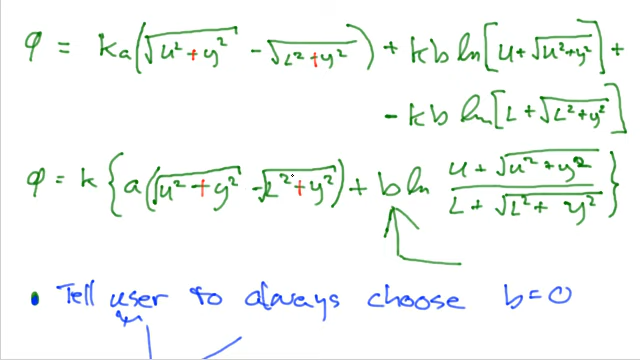 φ = ka(√u²+y² - √L²+y²) + kb ln[u+√u²+y²] +
- kb ln[L+√L²+y²]
φ = k{a(√u²+y² - √L²+y²) + b ln (u+√u²+y²)/(L+√L²+y²)}
• Tell user to always choose b=0